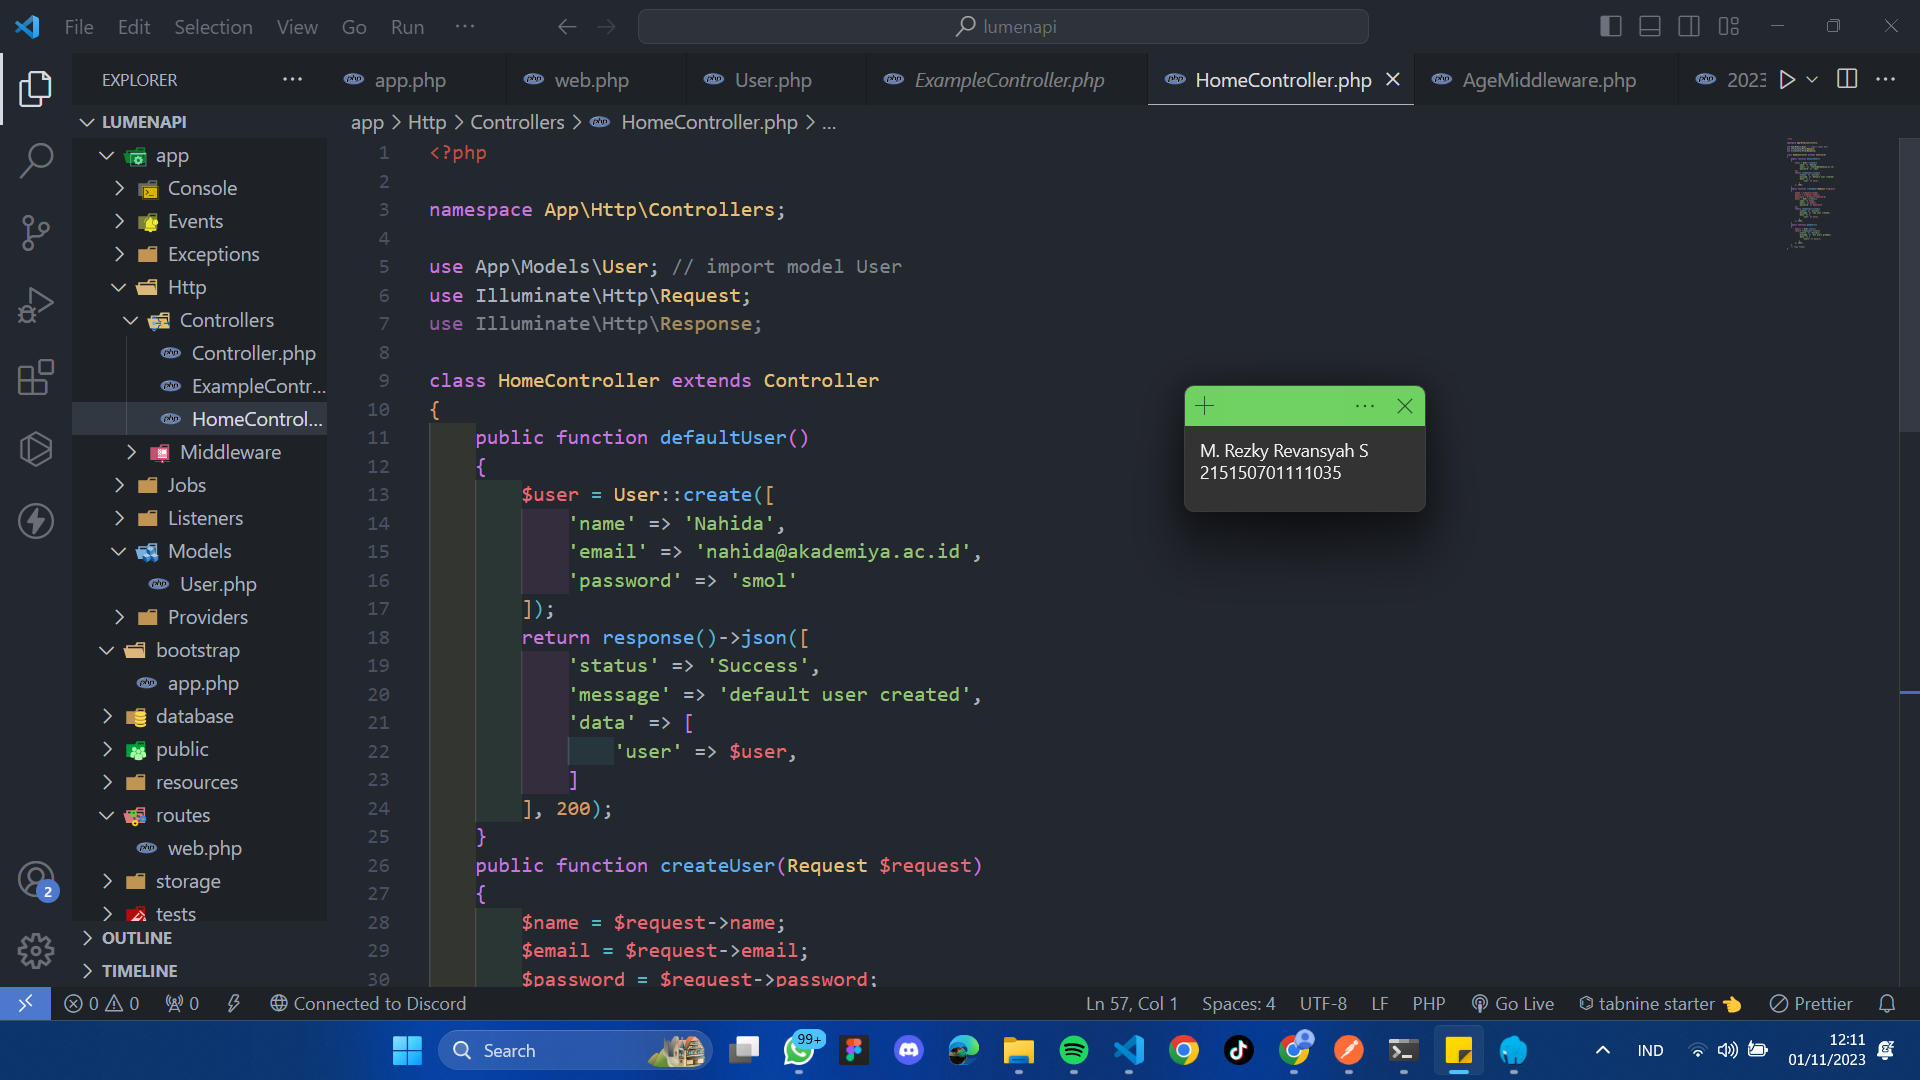 File Edit Selection View Go Run ···
lumenapi
EXPLORER ···
app.php web.php User.php ExampleController.php HomeController.php AgeMiddleware.php 2023
LUMENAPI
app
Console
Events
Exceptions
Http
Controllers
Controller.php
ExampleContr...
HomeControl...
Middleware
Jobs
Listeners
Models
User.php
Providers
bootstrap
app.php
database
public
resources
routes
web.php
storage
tests
OUTLINE
TIMELINE
app > Http > Controllers > HomeController.php > ...
1 <?php
2
3 namespace App\Http\Controllers;
4
5 use App\Models\User; // import model User
6 use Illuminate\Http\Request;
7 use Illuminate\Http\Response;
8
9 class HomeController extends Controller
10 {
11 public function defaultUser()
12 {
13 $user = User::create([
14 'name' => 'Nahida',
15 'email' => 'nahida@akademiya.ac.id',
16 'password' => 'smol'
17 ]);
18 return response()->json([
19 'status' => 'Success',
20 'message' => 'default user created',
21 'data' => [
22 'user' => $user,
23 ]
24 ], 200);
25 }
26 public function createUser(Request $request)
27 {
28 $name = $request->name;
29 $email = $request->email;
30 $password = $request->password;
M. Rezky Revansyah S
215150701111035
2
0 0 0 Connected to Discord Ln 57, Col 1 Spaces: 4 UTF-8 LF PHP Go Live tabnine starter Prettier
Search
99+
IND
12:11
01/11/2023